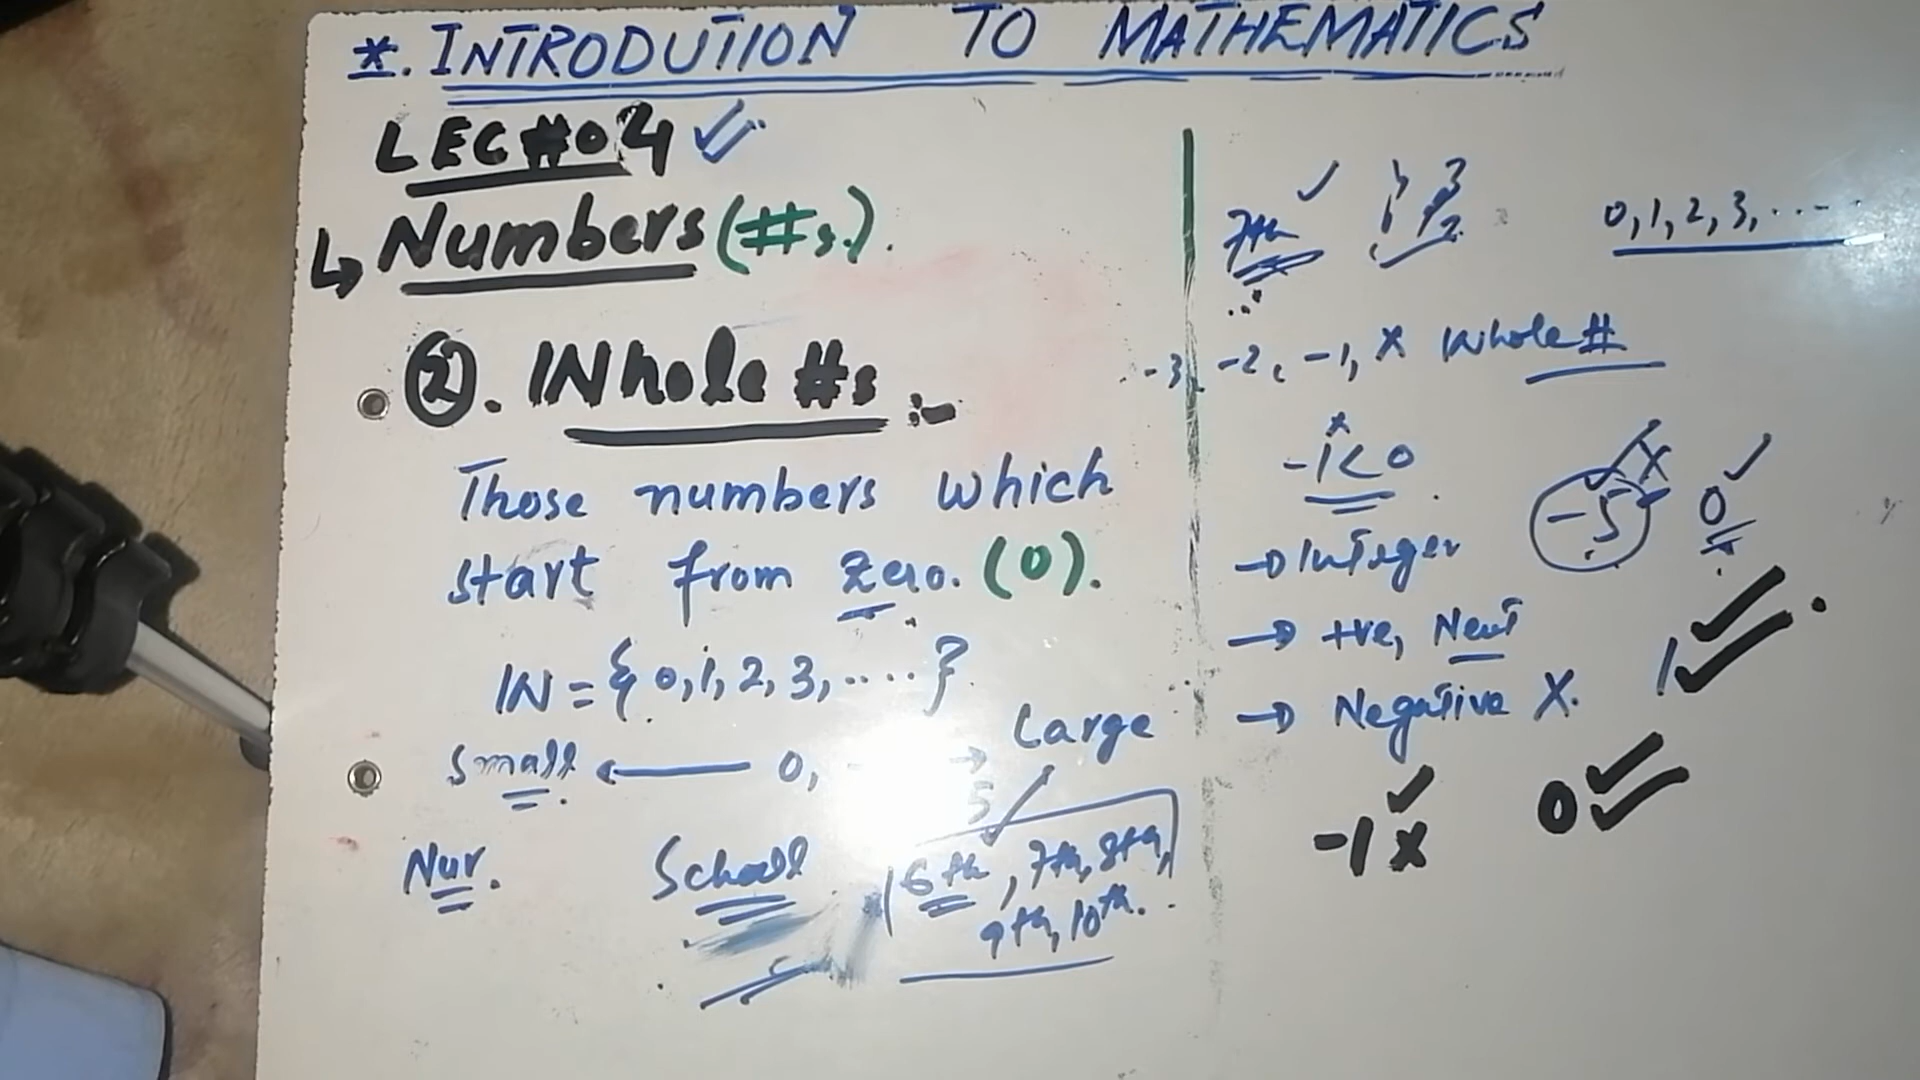 *. INTRODUTION TO MATHEMATICS
LEC#04
↳ Numbers (#s.).
②. Whole #s :-
Those numbers which
start from zero. (0).
W = { 0, 1, 2, 3, ..... }
Small ← 0, → Large
5
Nur. School 6th, 7th, 8th,
9th, 10th.
7th ✓
0, 1, 2, 3, ......
-3, -2, -1, X Whole #
-1 < 0
-5 X 0 ✓
→ Integer
→ +ve, Neut
→ Negative X.
1 ✓
-1 X ✓ 0 ✓